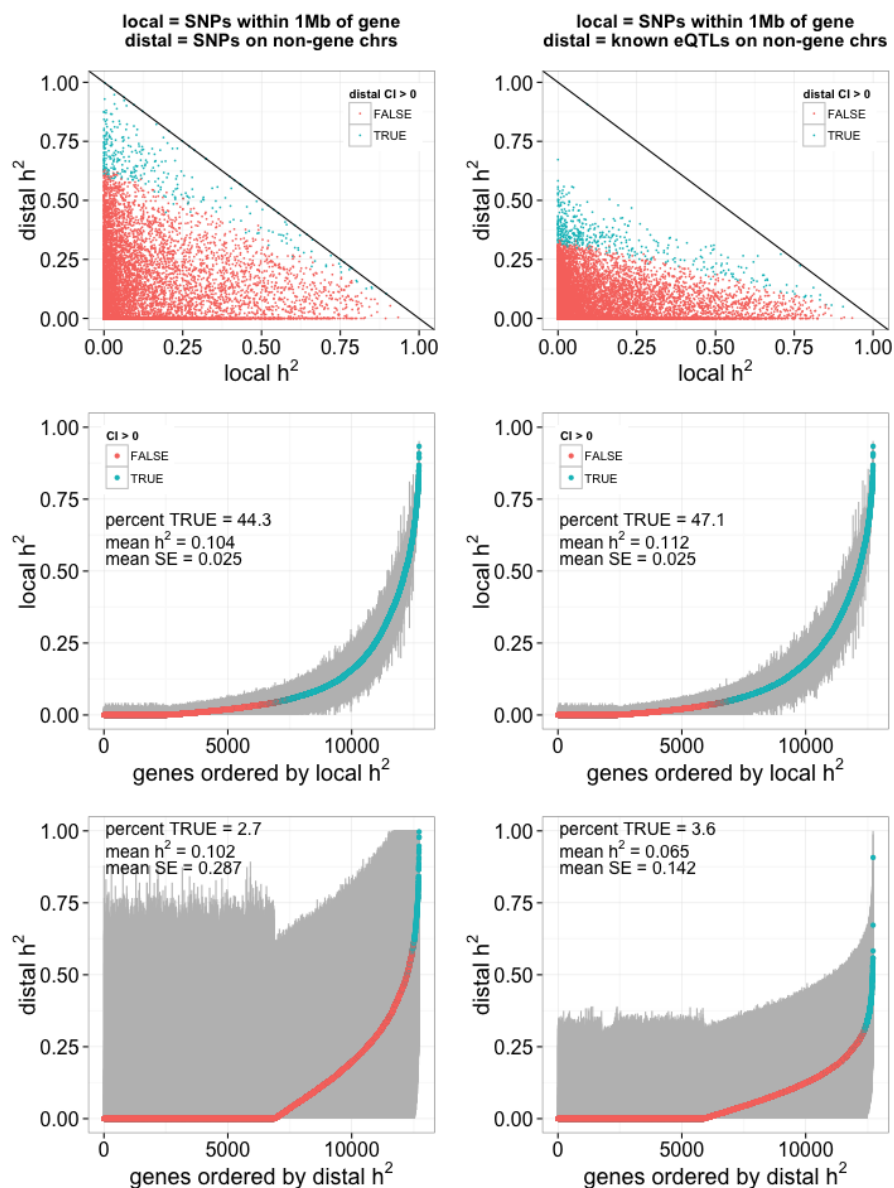 local = SNPs within 1Mb of gene
distal = SNPs on non-gene chrs
local = SNPs within 1Mb of gene
distal = known eQTLs on non-gene chrs
1.00
0.75
0.50
0.25
0.00
distal h²
distal CI > 0
FALSE
TRUE
0.00 0.25 0.50 0.75 1.00
local h²
1.00
0.75
0.50
0.25
0.00
distal h²
distal CI > 0
FALSE
TRUE
0.00 0.25 0.50 0.75 1.00
local h²
1.00
0.75
0.50
0.25
0.00
local h²
CI > 0
FALSE
TRUE
percent TRUE = 44.3
mean h² = 0.104
mean SE = 0.025
0 5000 10000
genes ordered by local h²
1.00
0.75
0.50
0.25
0.00
local h²
CI > 0
FALSE
TRUE
percent TRUE = 47.1
mean h² = 0.112
mean SE = 0.025
0 5000 10000
genes ordered by local h²
1.00
0.75
0.50
0.25
0.00
distal h²
percent TRUE = 2.7
mean h² = 0.102
mean SE = 0.287
0 5000 10000
genes ordered by distal h²
1.00
0.75
0.50
0.25
0.00
distal h²
percent TRUE = 3.6
mean h² = 0.065
mean SE = 0.142
0 5000 10000
genes ordered by distal h²